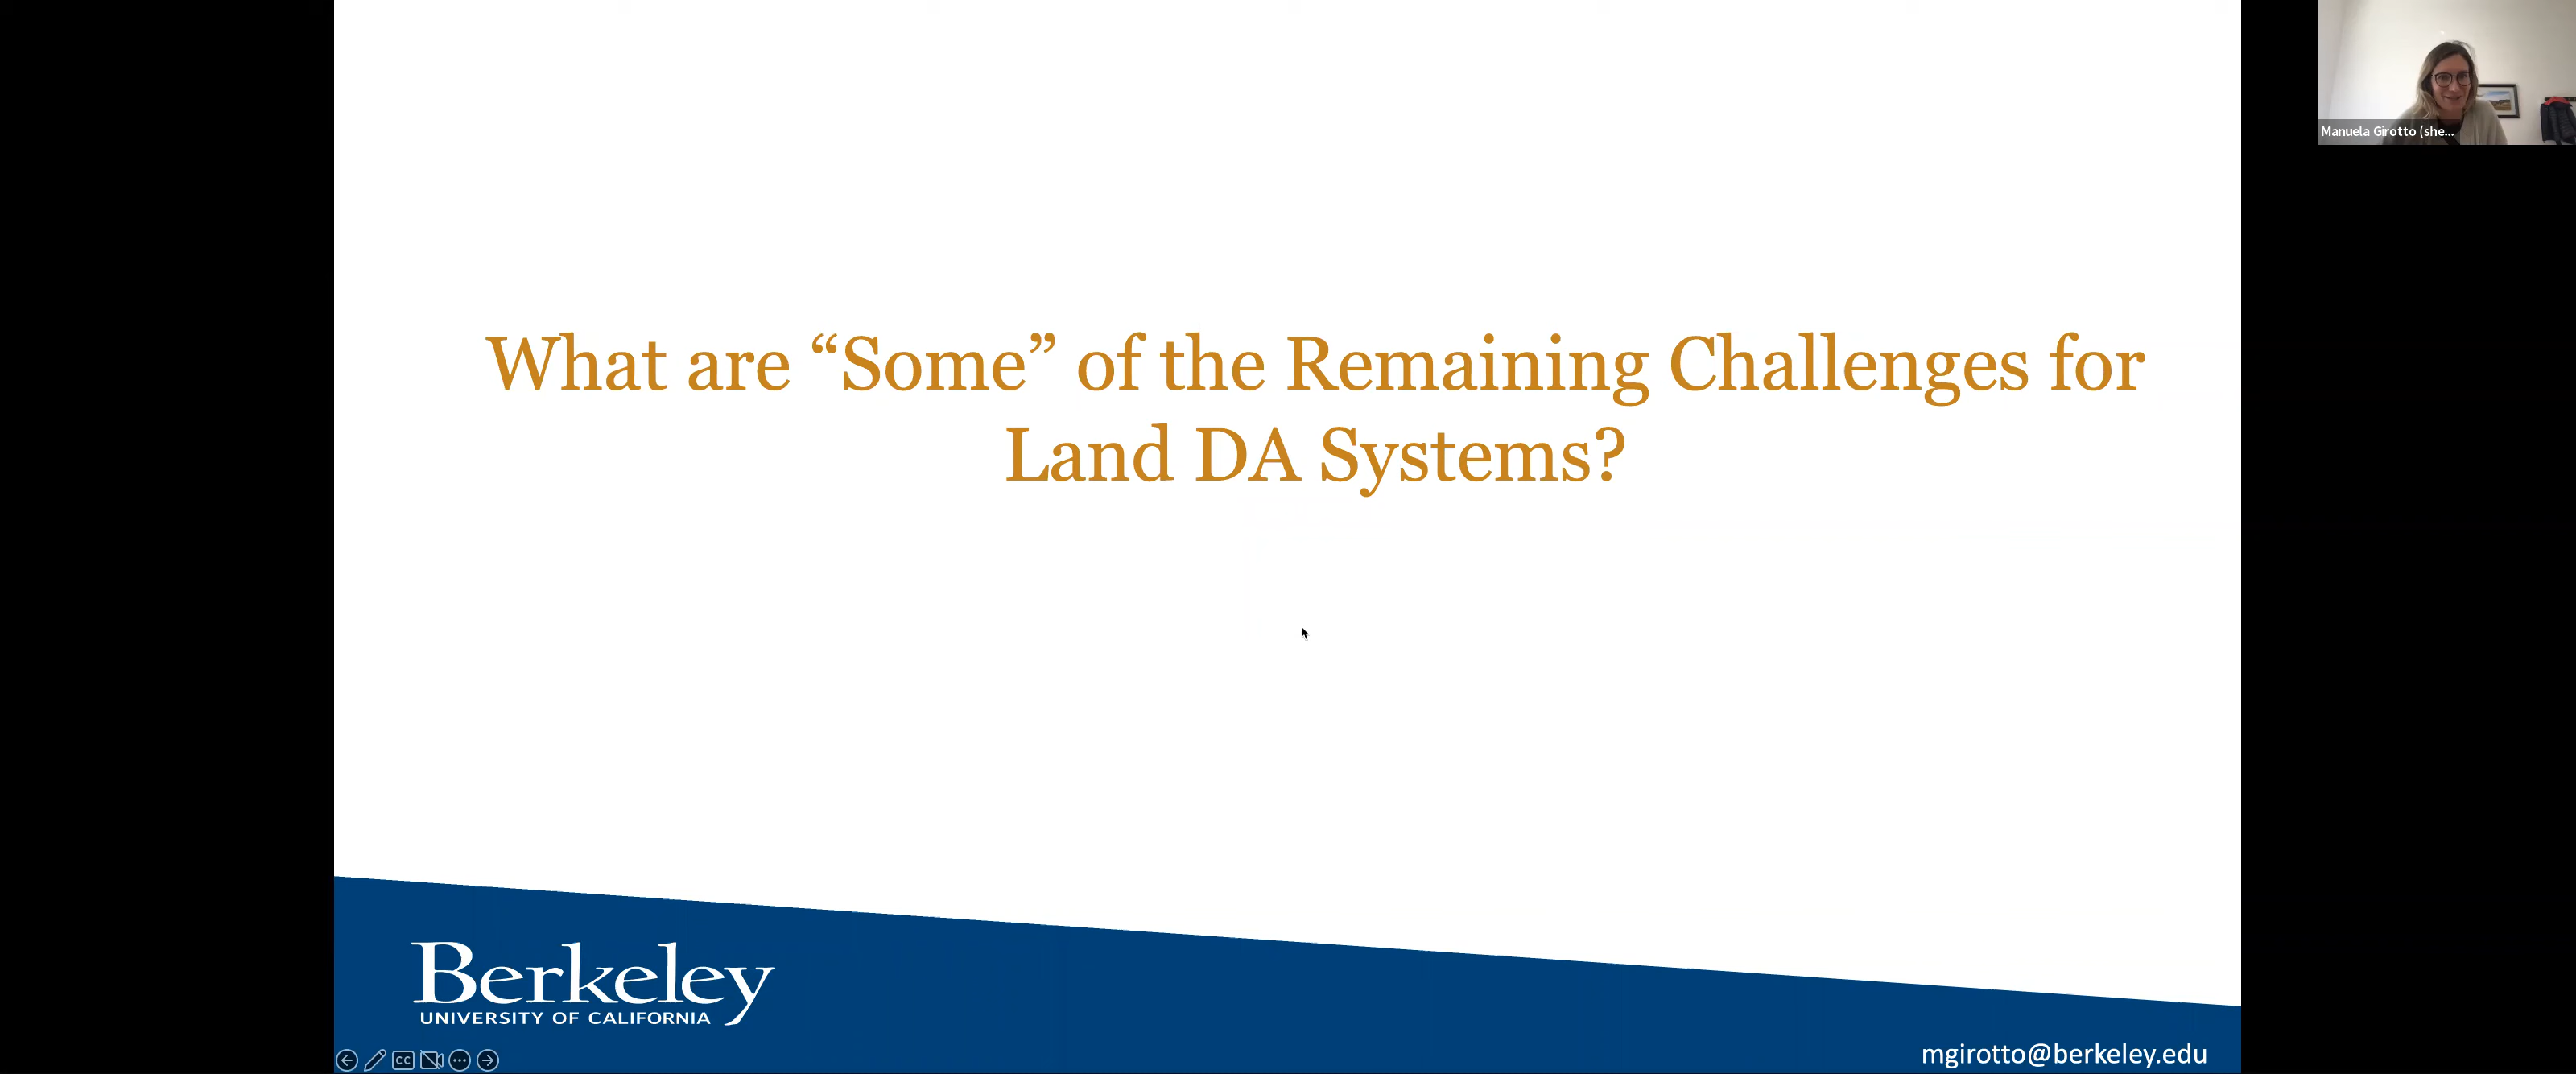 Manuela Girotto (she...
What are “Some” of the Remaining Challenges for
Land DA Systems?
Berkeley
UNIVERSITY OF CALIFORNIA
CC
mgirotto@berkeley.edu